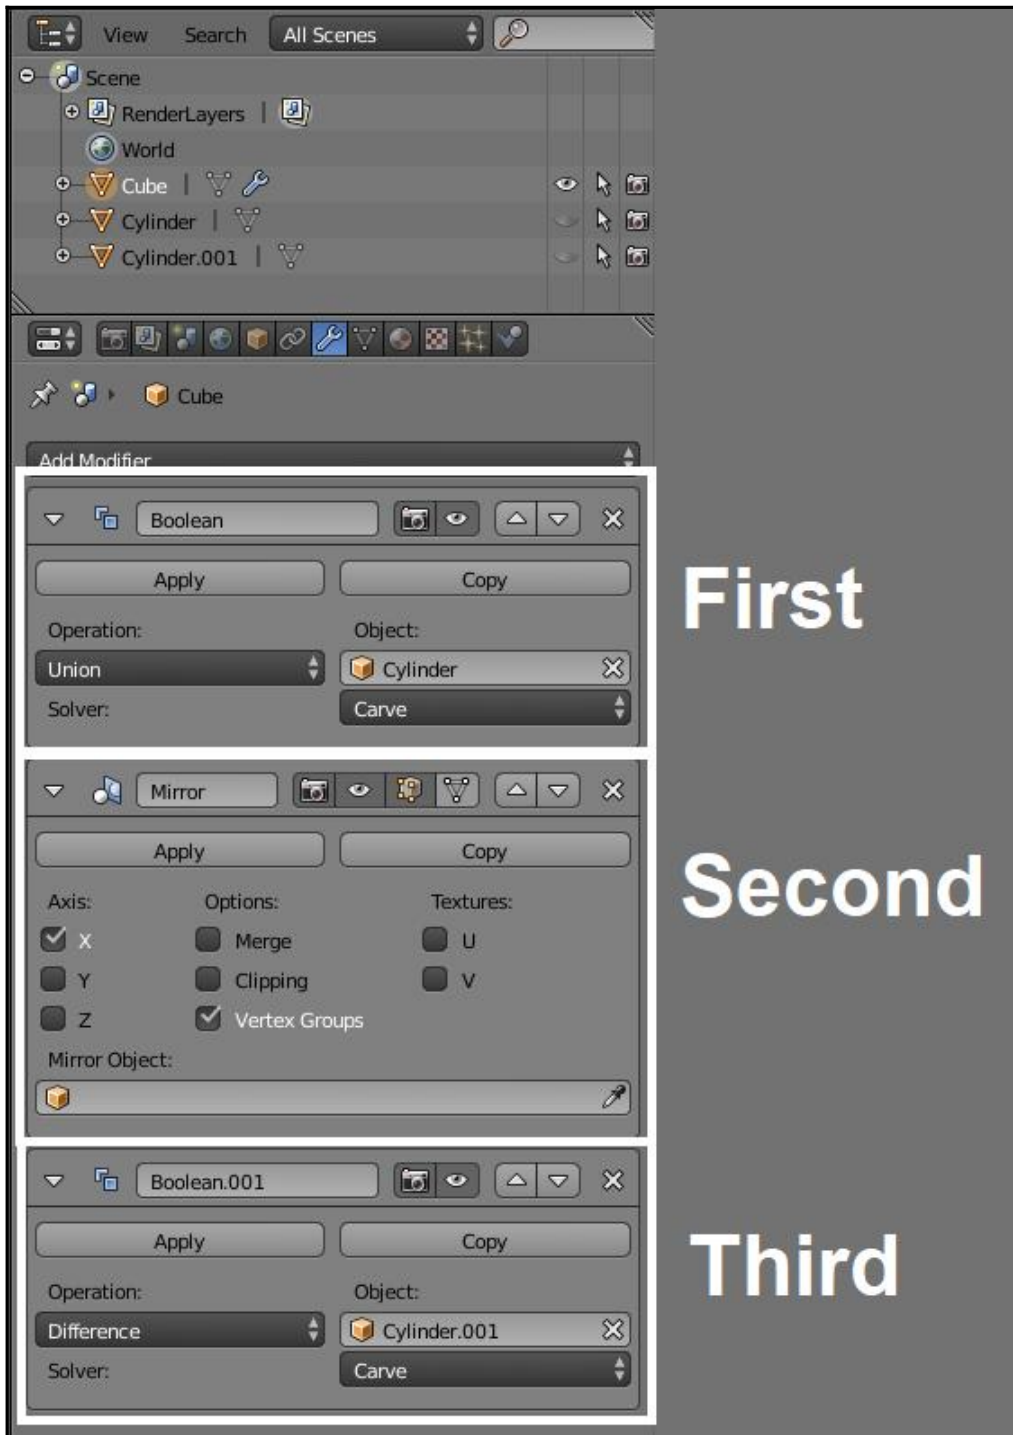 View Search All Scenes
Scene
RenderLayers
World
Cube
Cylinder
Cylinder.001
Cube
Add Modifier
Boolean
Apply Copy
Operation: Object:
Union Cylinder
Solver: Carve
First
Mirror
Apply Copy
Axis: Options: Textures:
X Merge U
Y Clipping V
Z Vertex Groups
Mirror Object:
Second
Boolean.001
Apply Copy
Operation: Object:
Difference Cylinder.001
Solver: Carve
Third